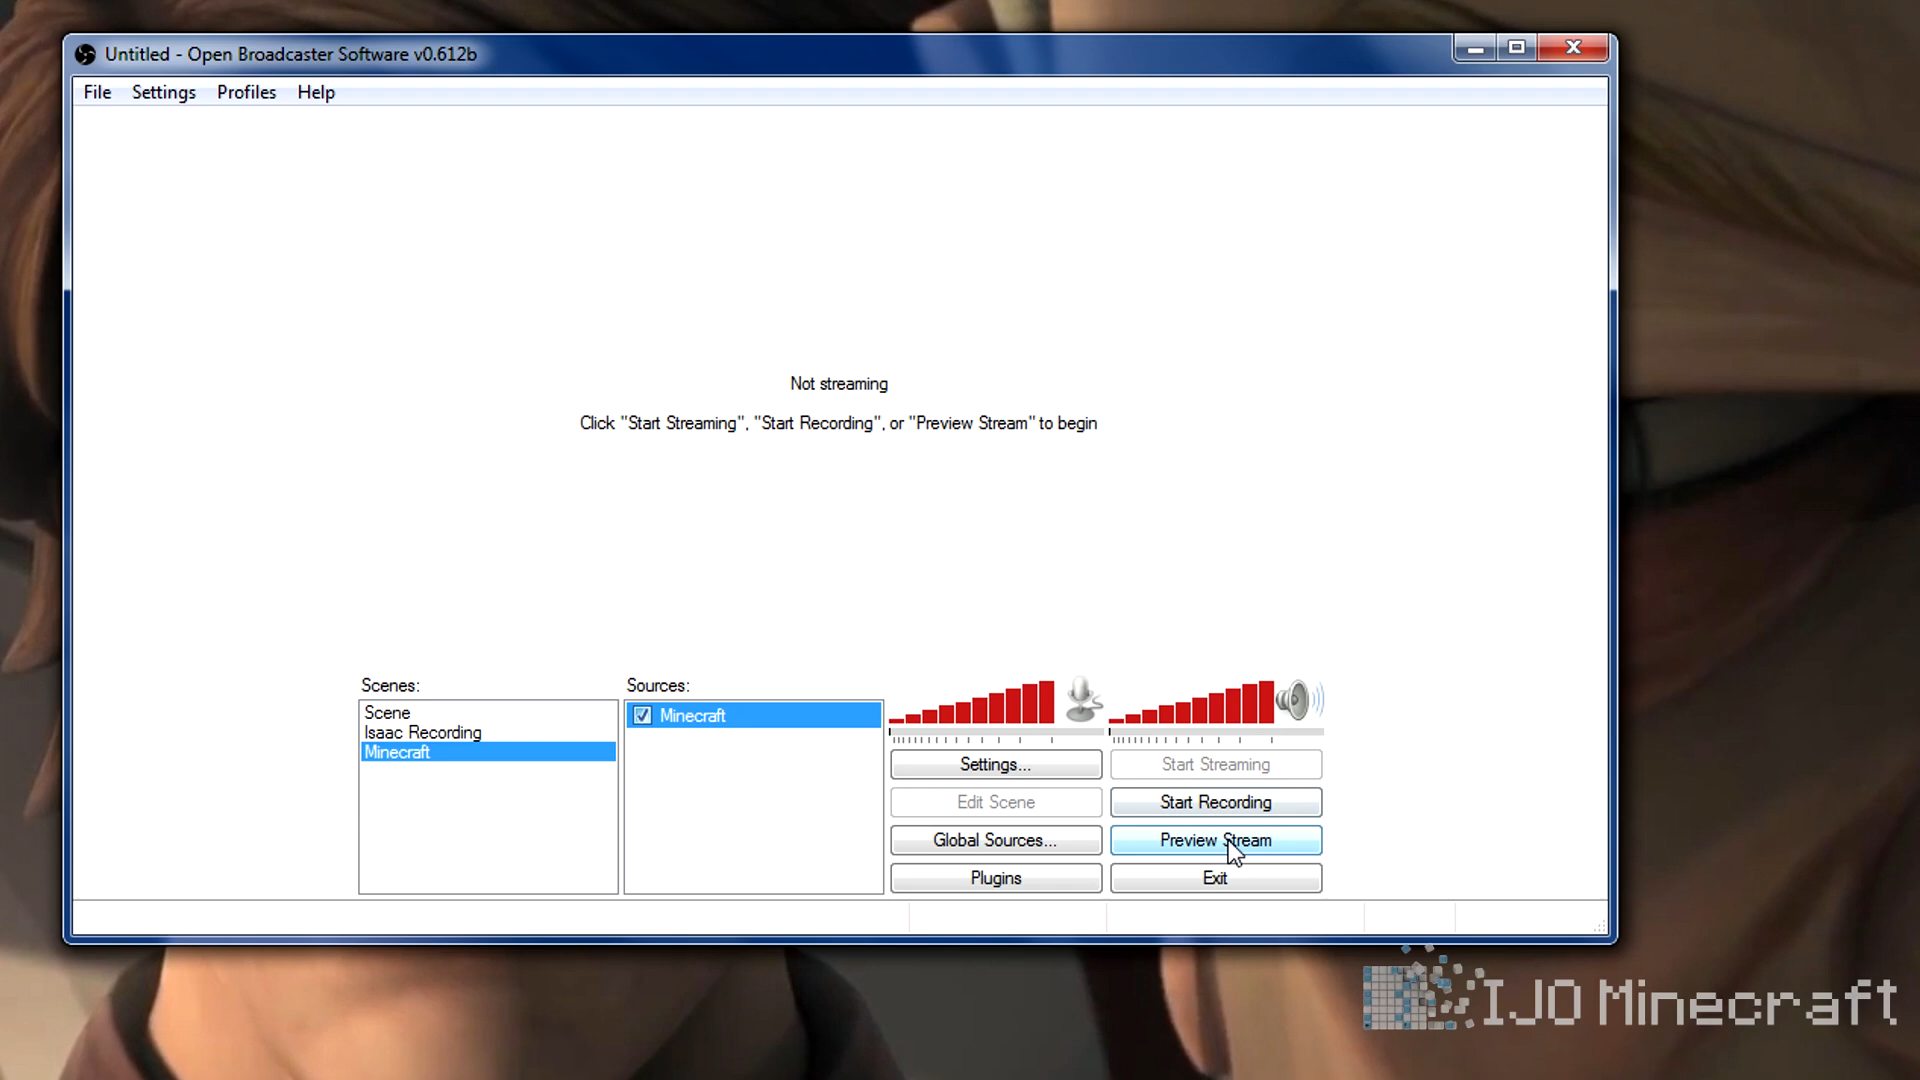 Untitled - Open Broadcaster Software v0.612b
File Settings Profiles Help
Not streaming
Click "Start Streaming", "Start Recording", or "Preview Stream" to begin
Scenes:
Scene
Isaac Recording
Minecraft
Sources:
Minecraft
Settings...
Start Streaming
Edit Scene
Start Recording
Global Sources...
Preview Stream
Plugins
Exit
IJO Minecraft